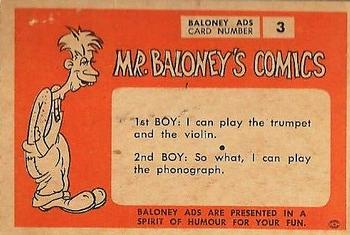 BALONEY ADS
CARD NUMBER
3
MR. BALONEY'S COMICS
1st BOY: I can play the trumpet
and the violin.
2ND BOY: So what, I can play
the phonograph.
BALONEY ADS ARE PRESENTED IN A
SPIRIT OF HUMOUR FOR YOUR FUN.